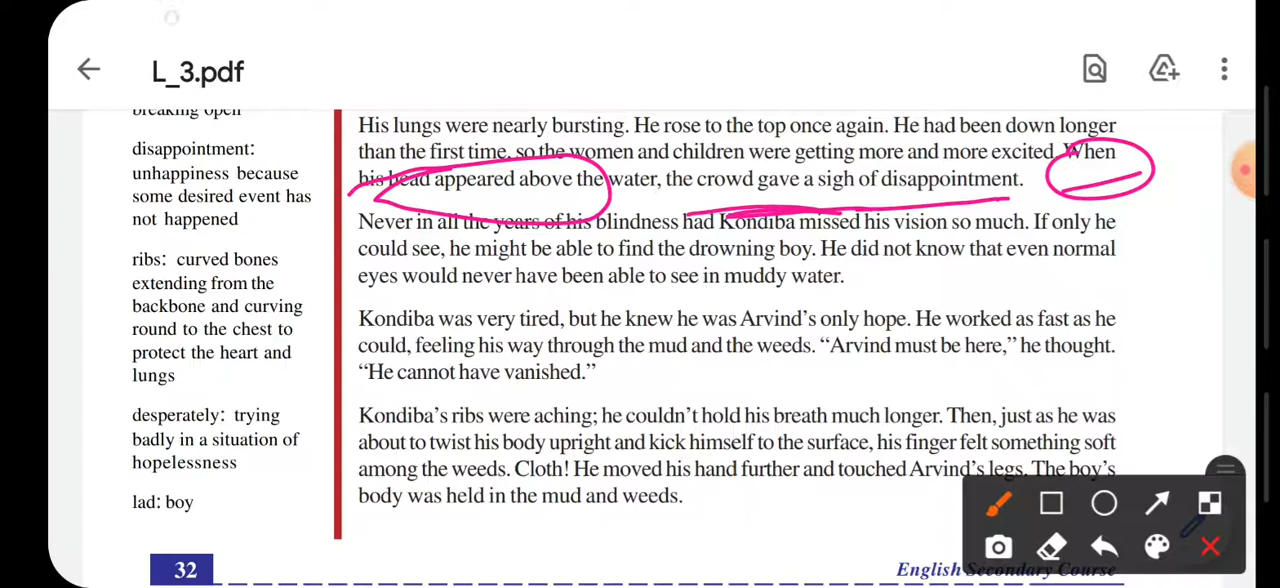 L_3.pdf
breaking open
disappointment:
unhappiness because
some desired event has
not happened
ribs: curved bones
extending from the
backbone and curving
round to the chest to
protect the heart and
lungs
desperately: trying
badly in a situation of
hopelessness
lad: boy
32
His lungs were nearly bursting. He rose to the top once again. He had been down longer
than the first time, so the women and children were getting more and more excited. When
his head appeared above the water, the crowd gave a sigh of disappointment.
Never in all the years of his blindness had Kondiba missed his vision so much. If only he
could see, he might be able to find the drowning boy. He did not know that even normal
eyes would never have been able to see in muddy water.
Kondiba was very tired, but he knew he was Arvind's only hope. He worked as fast as he
could, feeling his way through the mud and the weeds. “Arvind must be here,” he thought.
“He cannot have vanished.”
Kondiba's ribs were aching; he couldn't hold his breath much longer. Then, just as he was
about to twist his body upright and kick himself to the surface, his finger felt something soft
among the weeds. Cloth! He moved his hand further and touched Arvind's legs. The boy's
body was held in the mud and weeds.
English Secondary Course